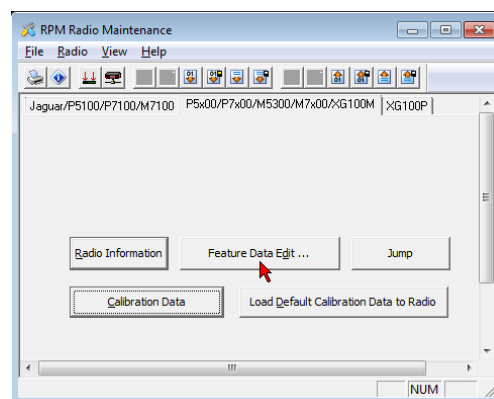 RPM Radio Maintenance
File Radio View Help
Jaguar/P5100/P7100/M7100 P5x00/P7x00/M5300/M7x00/XG100M XG100P
Radio Information Feature Data Edit ... Jump
Calibration Data Load Default Calibration Data to Radio
NUM